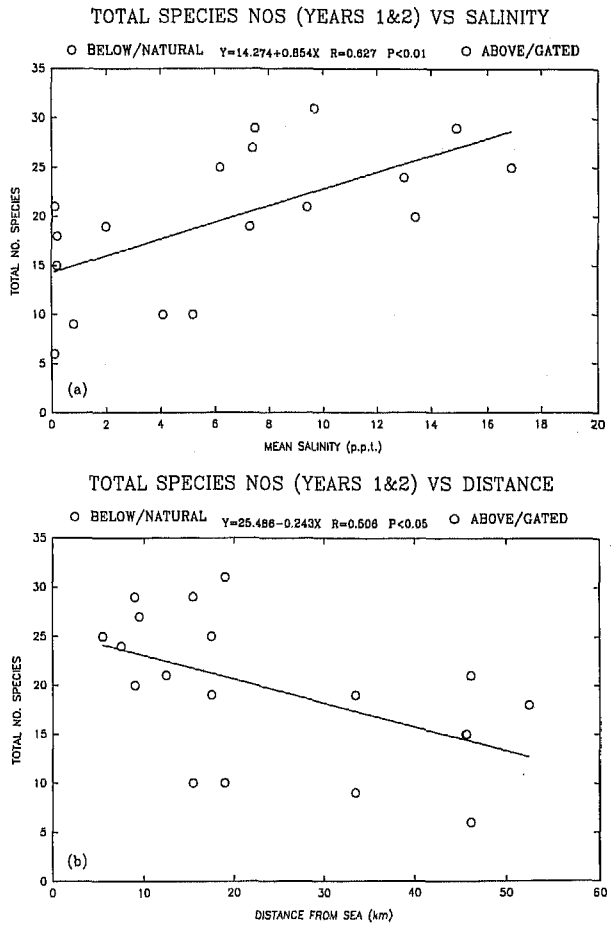 TOTAL SPECIES NOS (YEARS 1&2) VS SALINITY
O BELOW/NATURAL Y=14.274+0.854X R=0.627 P<0.01 O ABOVE/GATED
35
30
25
20
15
10
5
0
TOTAL NO. SPECIES
(a)
0 2 4 6 8 10 12 14 16 18 20
MEAN SALINITY (p.p.t.)
TOTAL SPECIES NOS (YEARS 1&2) VS DISTANCE
O BELOW/NATURAL Y=25.486-0.243X R=0.506 P<0.05 O ABOVE/GATED
35
30
25
20
15
10
5
0
TOTAL NO. SPECIES
(b)
0 10 20 30 40 50 60
DISTANCE FROM SEA (km)